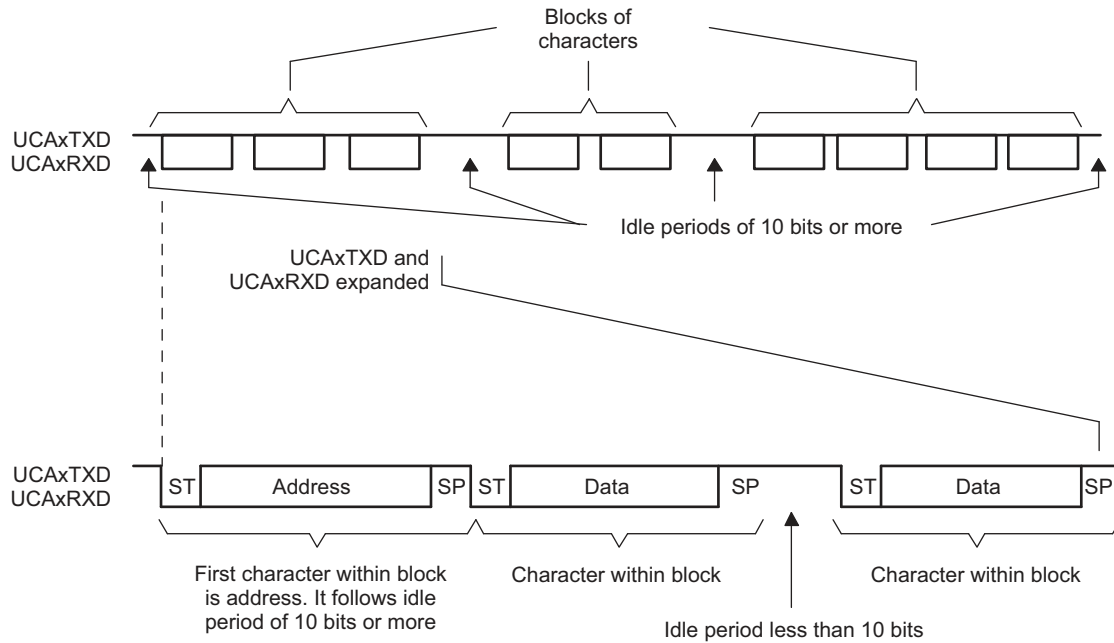 Blocks of
characters
UCAxTXD
UCAxRXD
Idle periods of 10 bits or more
UCAxTXD and
UCAxRXD expanded
UCAxTXD
UCAxRXD
ST Address SP ST Data SP ST Data SP
First character within block
is address. It follows idle
period of 10 bits or more
Character within block
Idle period less than 10 bits
Character within block